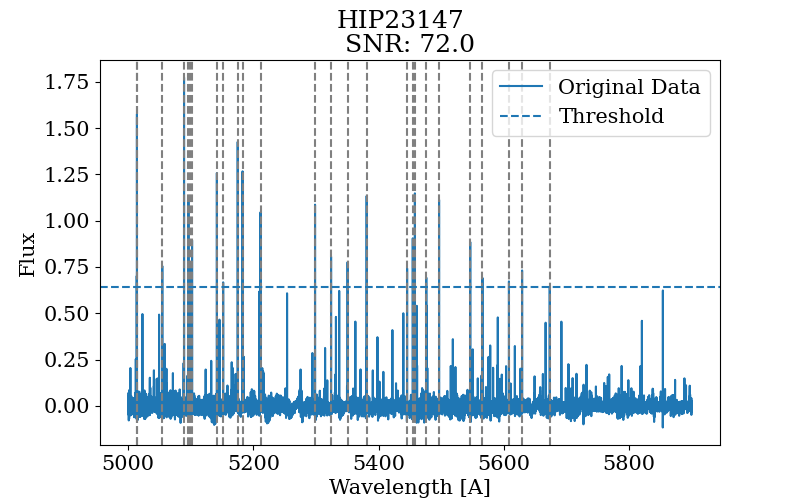 HIP23147
SNR: 72.0
Original Data
Threshold
Flux
1.75
1.50
1.25
1.00
0.75
0.50
0.25
0.00
5000
5200
5400
5600
5800
Wavelength [A]